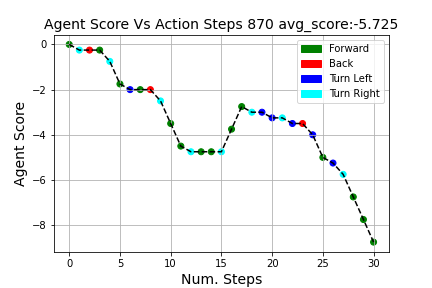 Agent Score Vs Action Steps 870 avg_score:-5.725
Agent Score
0
−2
−4
−6
−8
Forward
Back
Turn Left
Turn Right
0 5 10 15 20 25 30
Num. Steps